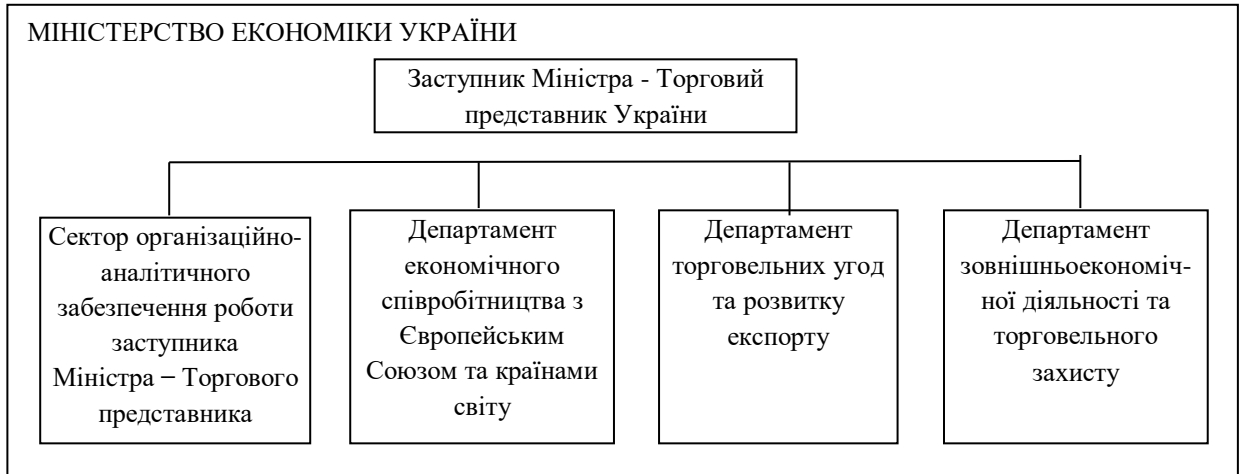 МІНІСТЕРСТВО ЕКОНОМІКИ УКРАЇНИ
Заступник Міністра - Торговий
представник України
Сектор організаційно-
аналітичного
забезпечення роботи
заступника
Міністра – Торгового
представника
Департамент
економічного
співробітництва з
Європейським
Союзом та країнами
світу
Департамент
торговельних угод
та розвитку
експорту
Департамент
зовнішньоекономіч-
ної діяльності та
торговельного
захисту